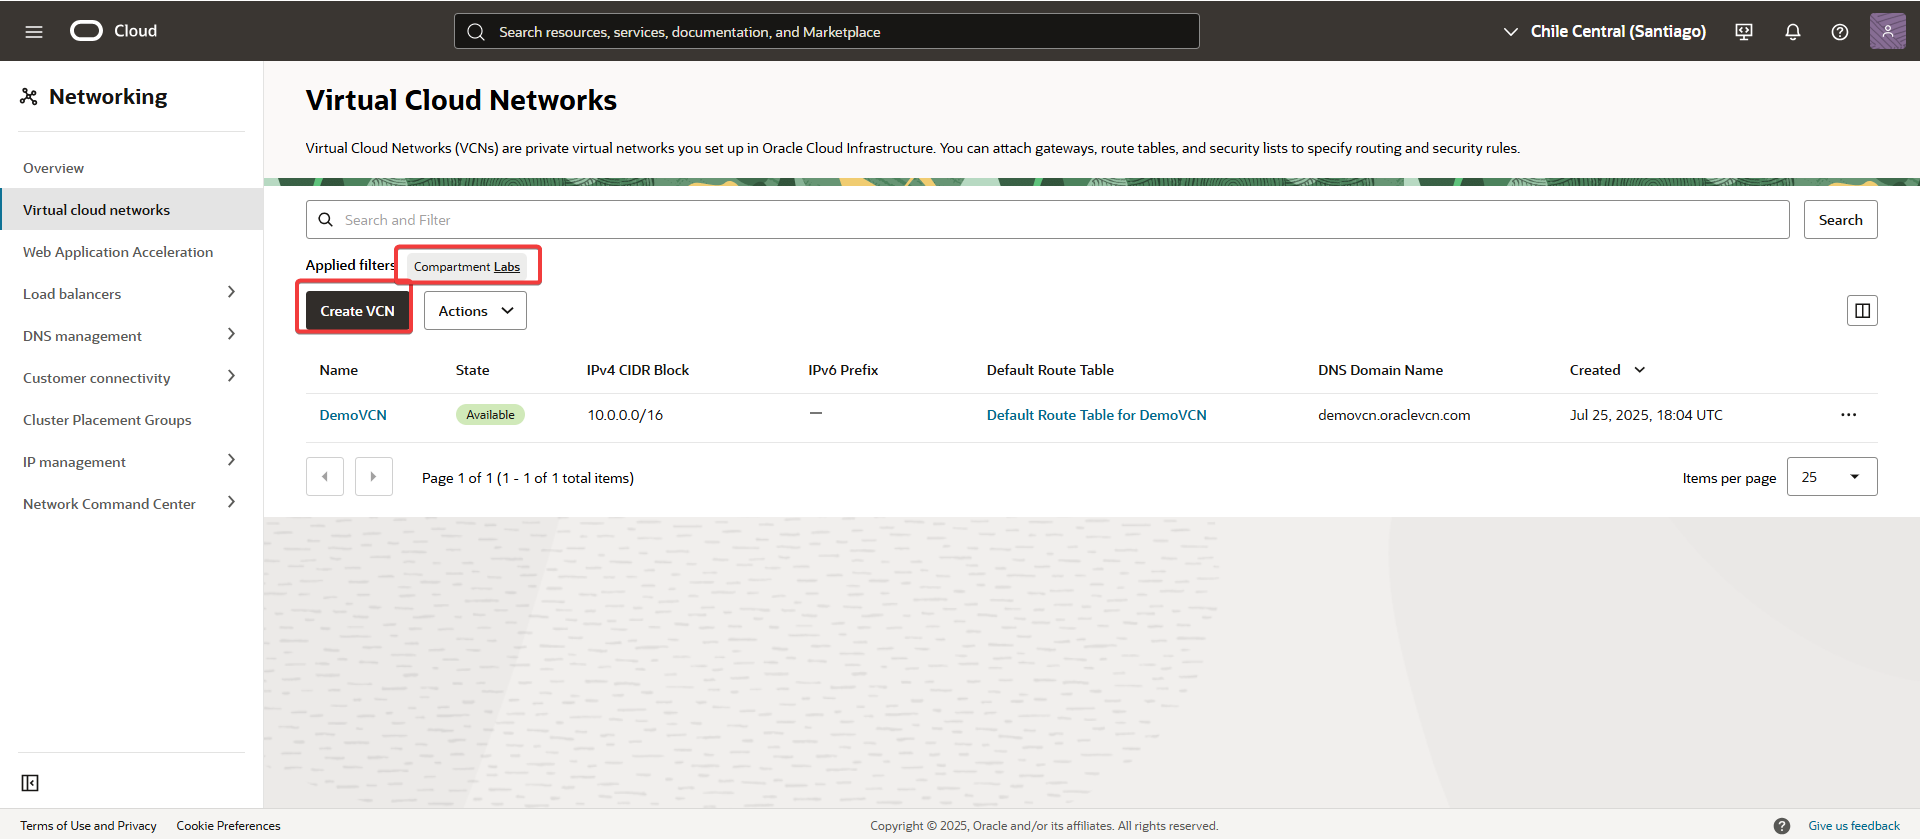 Cloud
Search resources, services, documentation, and Marketplace
Chile Central (Santiago)
Networking
Overview
Virtual cloud networks
Web Application Acceleration
Load balancers
DNS management
Customer connectivity
Cluster Placement Groups
IP management
Network Command Center
Virtual Cloud Networks
Virtual Cloud Networks (VCNs) are private virtual networks you set up in Oracle Cloud Infrastructure. You can attach gateways, route tables, and security lists to specify routing and security rules.
Search and Filter
Search
Applied filters
Compartment Labs
Create VCN
Actions
Name State IPv4 CIDR Block IPv6 Prefix Default Route Table DNS Domain Name Created
DemoVCN Available 10.0.0.0/16 — Default Route Table for DemoVCN demovcn.oraclevcn.com Jul 25, 2025, 18:04 UTC
Page 1 of 1 (1 - 1 of 1 total items)
Items per page 25
Terms of Use and Privacy Cookie Preferences
Copyright © 2025, Oracle and/or its affiliates. All rights reserved.
Give us feedback